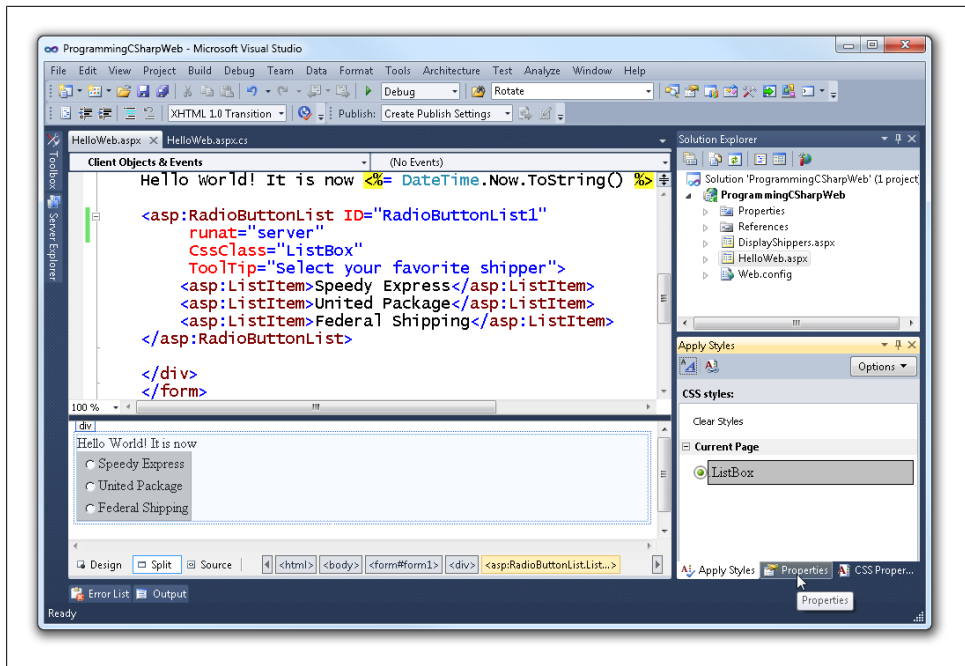 ProgrammingCSharpWeb - Microsoft Visual Studio
File Edit View Project Build Debug Team Data Format Tools Architecture Test Analyze Window Help
Debug Rotate
XHTML 1.0 Transition Publish: Create Publish Settings
HelloWeb.aspx HelloWeb.aspx.cs
Client Objects & Events (No Events)
Toolbox
Server Explorer
Hello World! It is now <%= DateTime.Now.ToString() %>
<asp:RadioButtonList ID="RadioButtonList1"
runat="server"
CssClass="ListBox"
ToolTip="Select your favorite shipper">
<asp:ListItem>Speedy Express</asp:ListItem>
<asp:ListItem>United Package</asp:ListItem>
<asp:ListItem>Federal Shipping</asp:ListItem>
</asp:RadioButtonList>
</div>
</form>
100 %
div
Hello World! It is now
Speedy Express
United Package
Federal Shipping
Design Split Source <html> <body> <form#form1> <div> <asp:RadioButtonList.List...>
Solution Explorer
Solution 'ProgrammingCSharpWeb' (1 project
ProgrammingCSharpWeb
Properties
References
DisplayShippers.aspx
HelloWeb.aspx
Web.config
Apply Styles
Options
CSS styles:
Clear Styles
Current Page
ListBox
Apply Styles Properties CSS Proper...
Properties
Error List Output
Ready